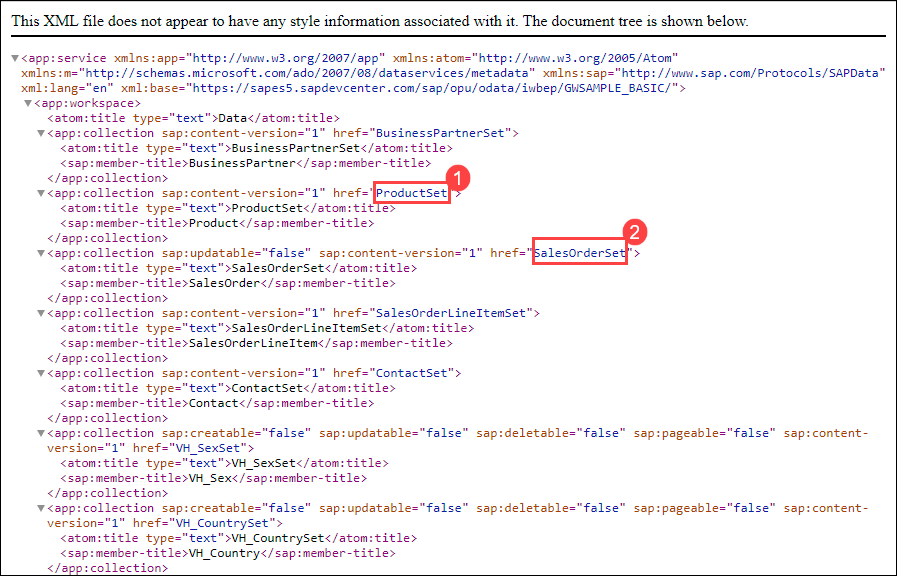 This XML file does not appear to have any style information associated with it. The document tree is shown below.
▼<app:service xmlns:app="http://www.w3.org/2007/app" xmlns:atom="http://www.w3.org/2005/Atom"
xmlns:m="http://schemas.microsoft.com/ado/2007/08/dataservices/metadata" xmlns:sap="http://www.sap.com/Protocols/SAPData"
xml:lang="en" xml:base="https://sapes5.sapdevcenter.com/sap/opu/odata/iwbep/GWSAMPLE_BASIC/">
▼<app:workspace>
<atom:title type="text">Data</atom:title>
▼<app:collection sap:content-version="1" href="BusinessPartnerSet">
<atom:title type="text">BusinessPartnerSet</atom:title>
<sap:member-title>BusinessPartner</sap:member-title>
</app:collection>
1
▼<app:collection sap:content-version="1" href="ProductSet">
<atom:title type="text">ProductSet</atom:title>
<sap:member-title>Product</sap:member-title>
</app:collection>
2
▼<app:collection sap:updatable="false" sap:content-version="1" href="SalesOrderSet">
<atom:title type="text">SalesOrderSet</atom:title>
<sap:member-title>SalesOrder</sap:member-title>
</app:collection>
▼<app:collection sap:content-version="1" href="SalesOrderLineItemSet">
<atom:title type="text">SalesOrderLineItemSet</atom:title>
<sap:member-title>SalesOrderLineItem</sap:member-title>
</app:collection>
▼<app:collection sap:content-version="1" href="ContactSet">
<atom:title type="text">ContactSet</atom:title>
<sap:member-title>Contact</sap:member-title>
</app:collection>
▼<app:collection sap:creatable="false" sap:updatable="false" sap:deletable="false" sap:pageable="false" sap:content-
version="1" href="VH_SexSet">
<atom:title type="text">VH_SexSet</atom:title>
<sap:member-title>VH_Sex</sap:member-title>
</app:collection>
▼<app:collection sap:creatable="false" sap:updatable="false" sap:deletable="false" sap:pageable="false" sap:content-
version="1" href="VH_CountrySet">
<atom:title type="text">VH_CountrySet</atom:title>
<sap:member-title>VH_Country</sap:member-title>
</app:collection>